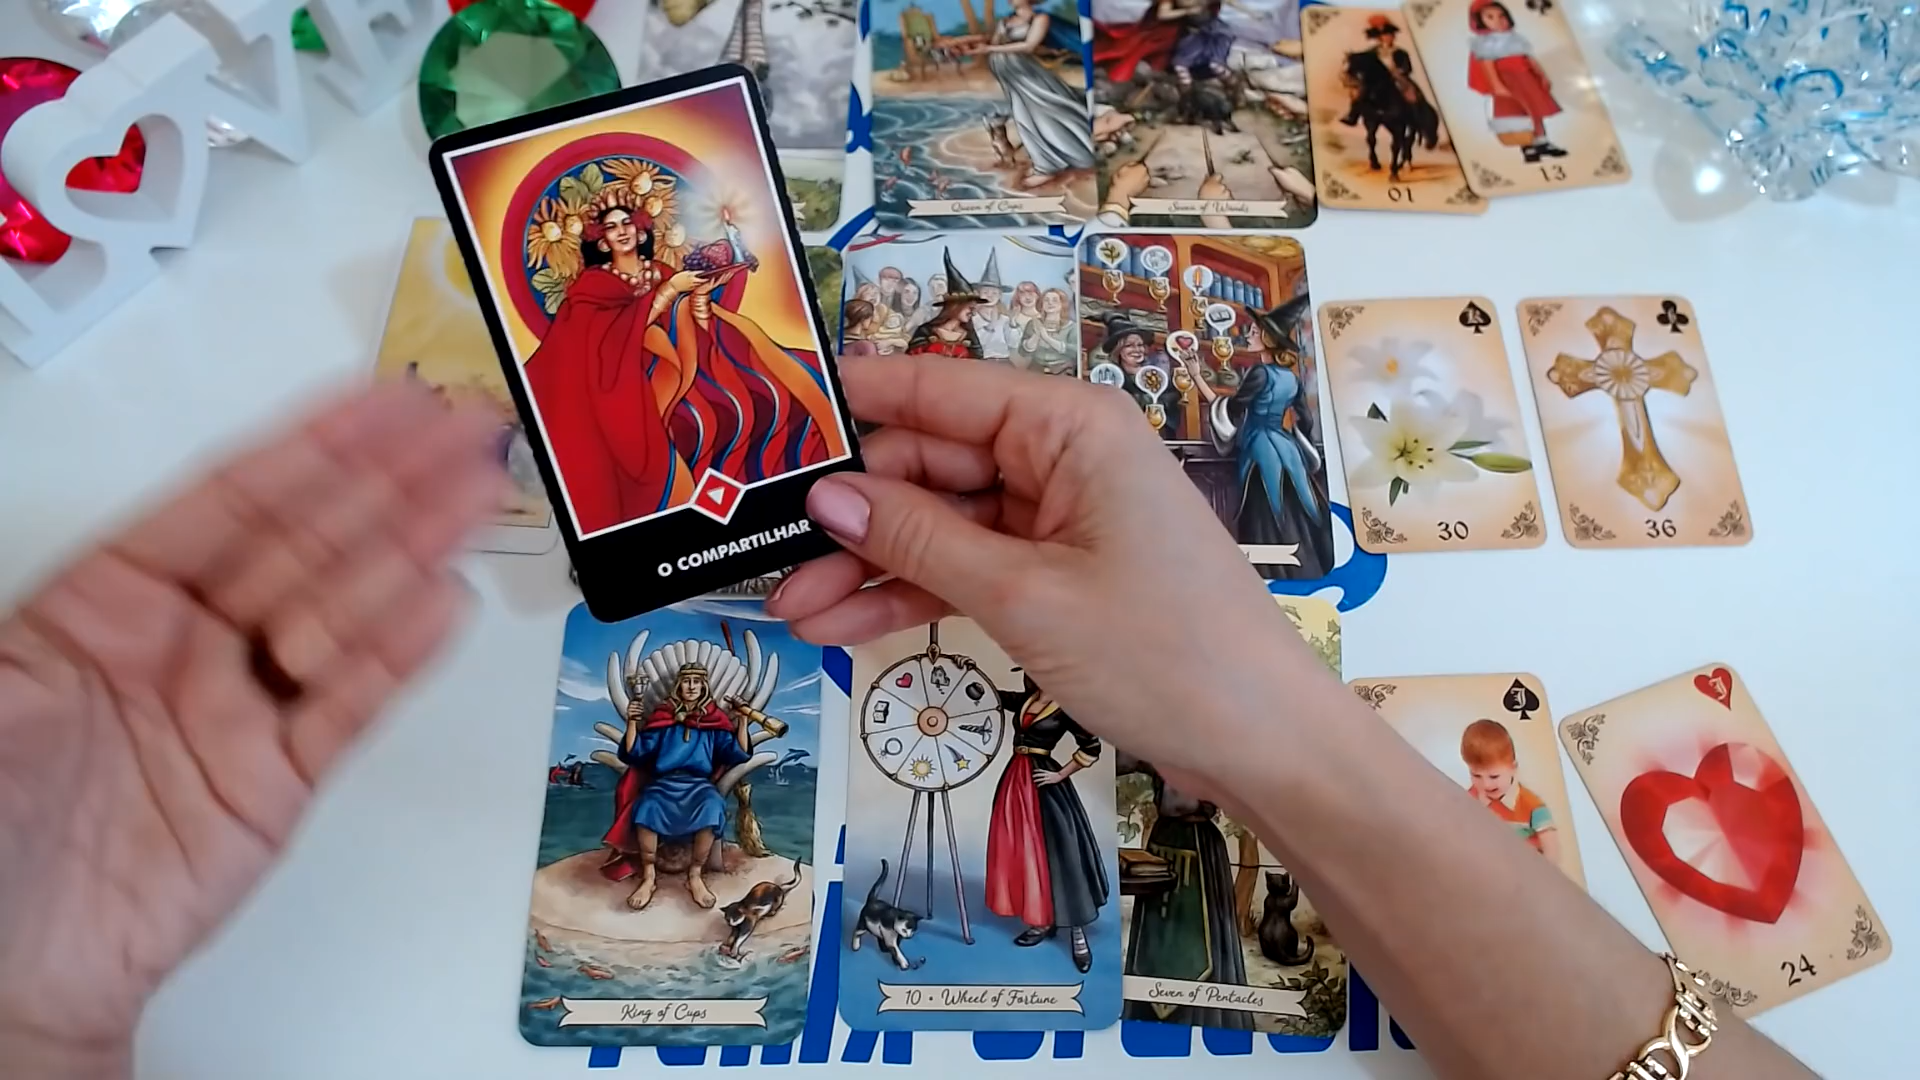 LOVE
Queen of Cups
Seven of Wands
01
13
K
30
36
O COMPARTILHAR
J
J
King of Cups
10 • Wheel of Fortune
Seven of Pentacles
24